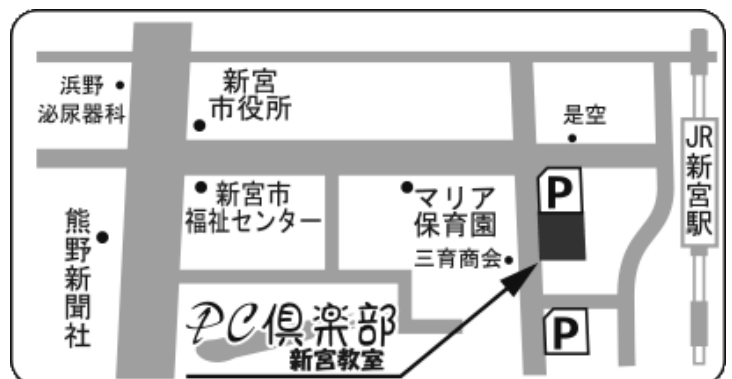 浜野
泌尿器科
新宮
市役所
是空
JR新宮駅
P
新宮市
福祉センター
マリア
保育園
三育商会
熊野新聞社
P
PC倶楽部
新宮教室